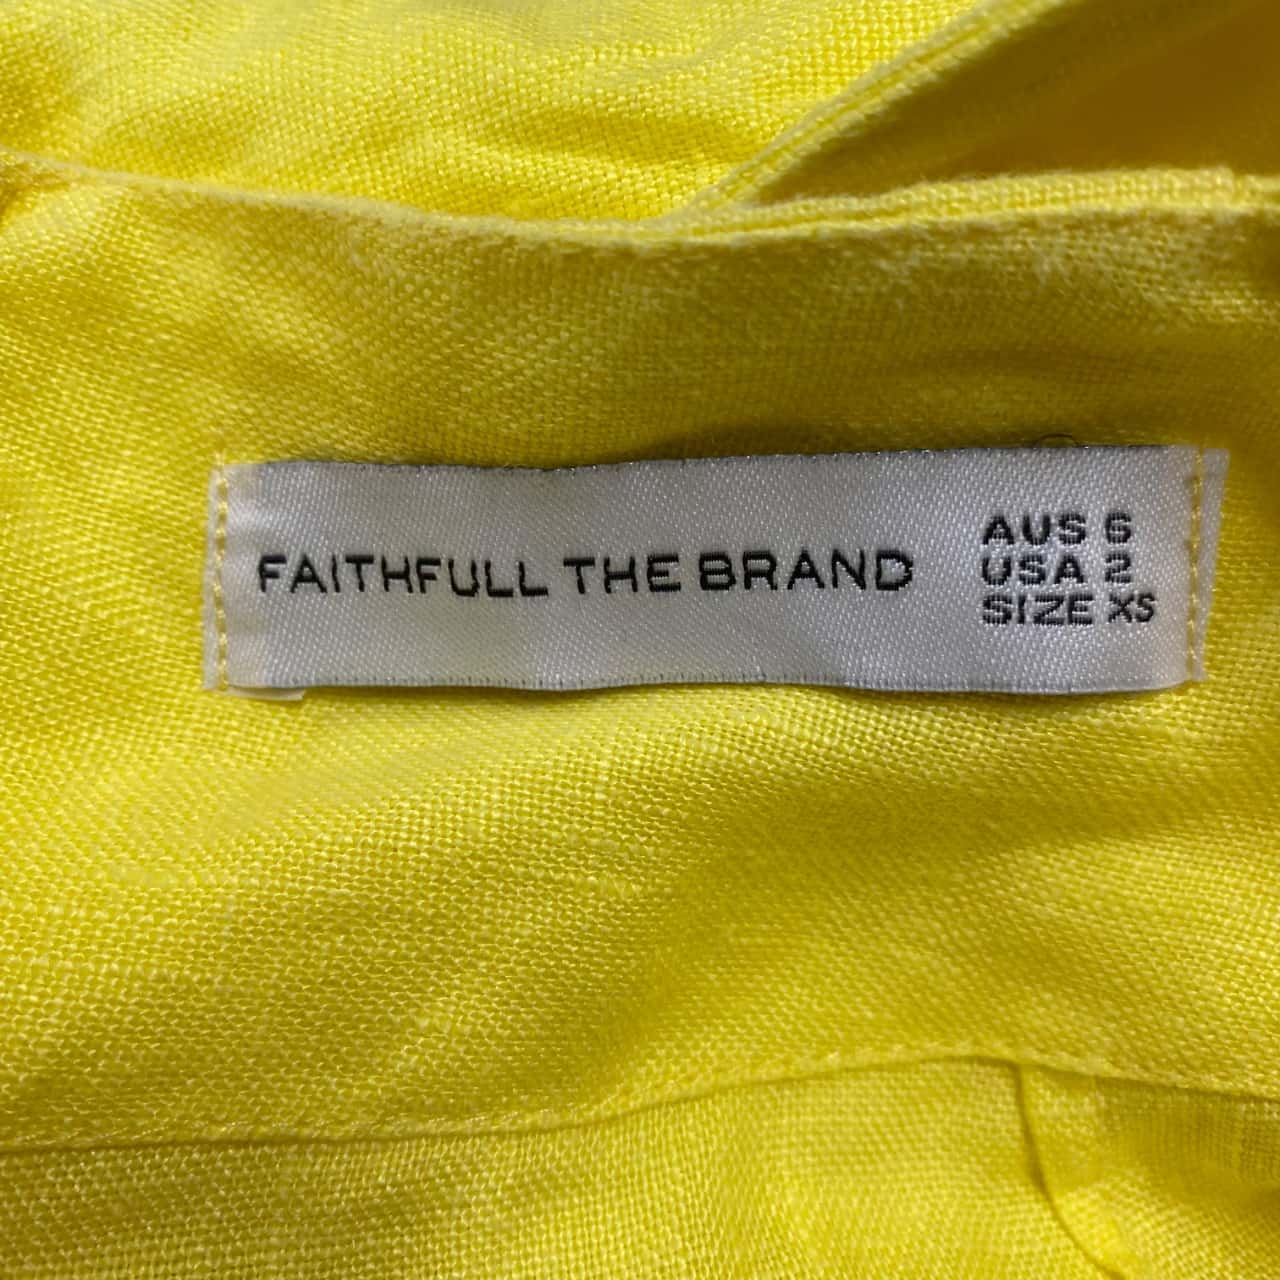 FAITHFULL THE BRAND
AUS 6
USA 2
SIZE XS